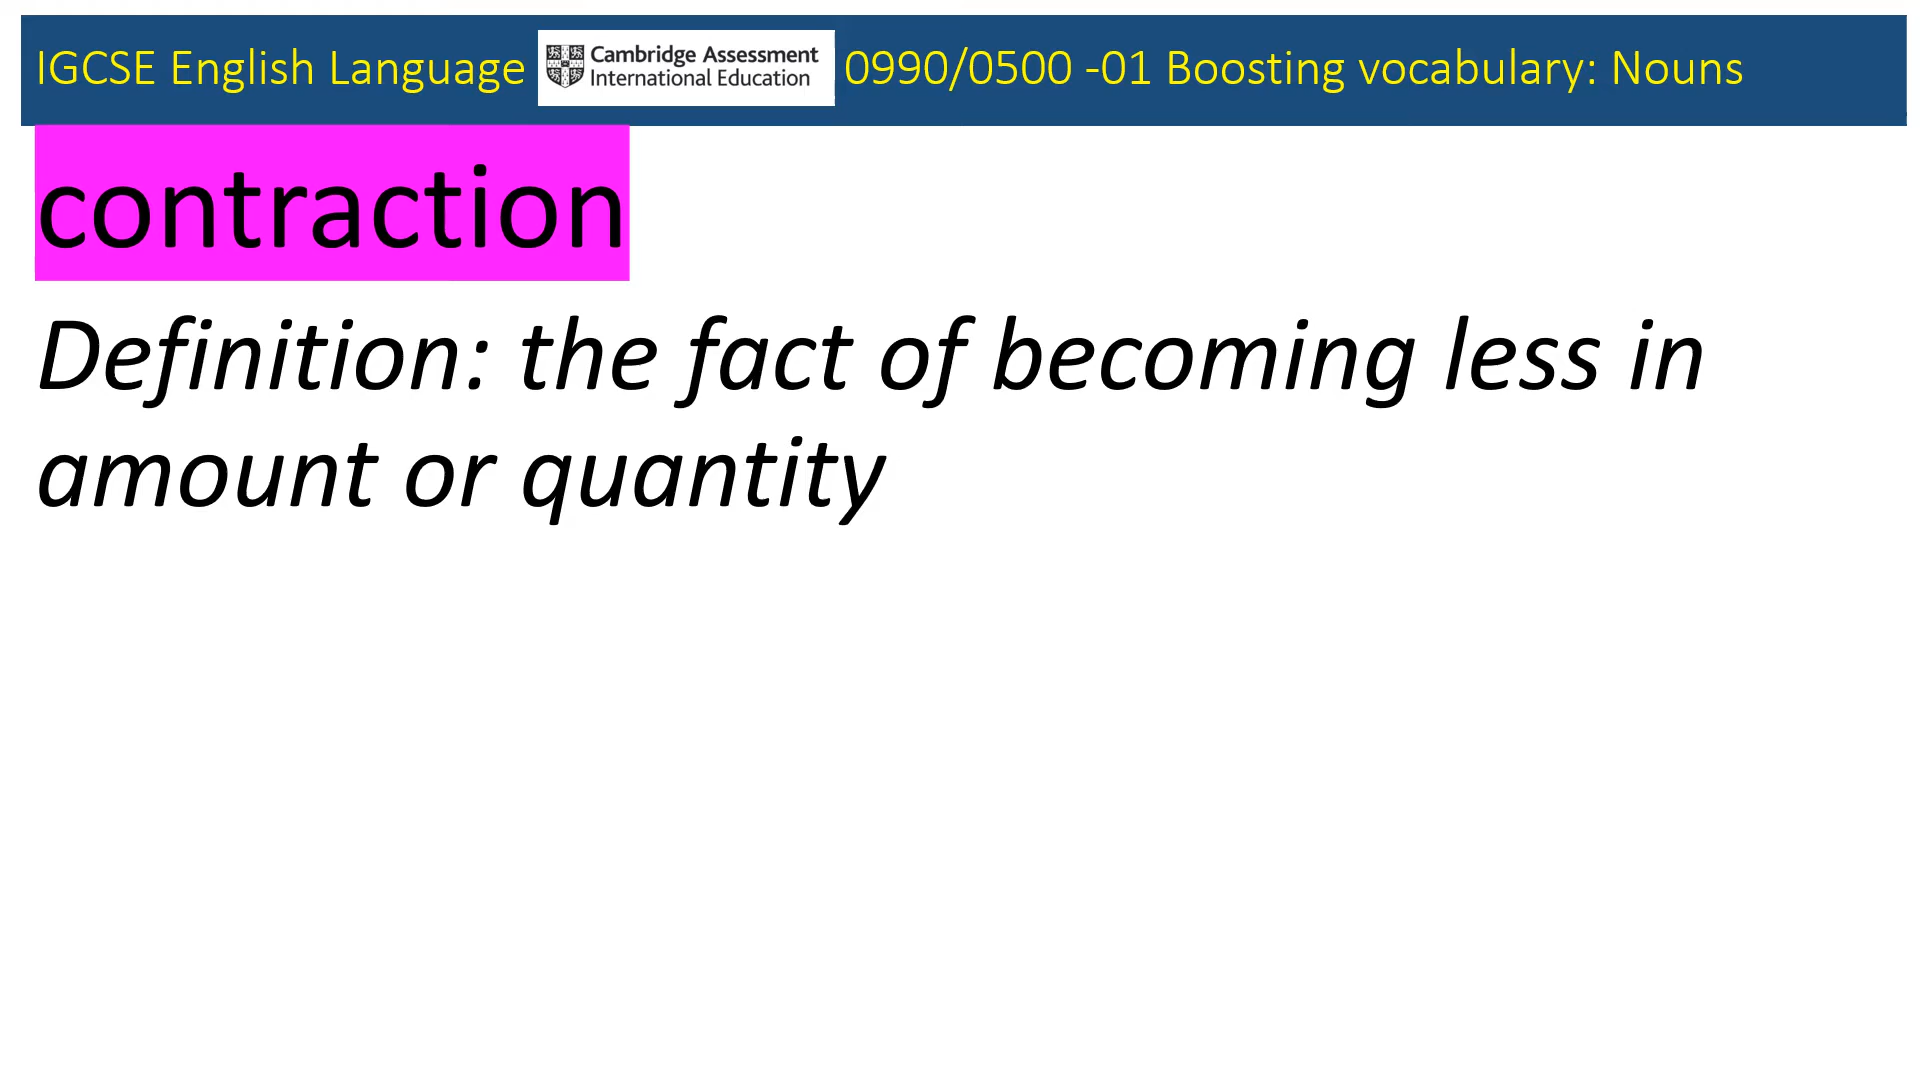 IGCSE English Language Cambridge Assessment International Education 0990/0500 -01 Boosting vocabulary: Nouns
contraction
Definition: the fact of becoming less in
amount or quantity